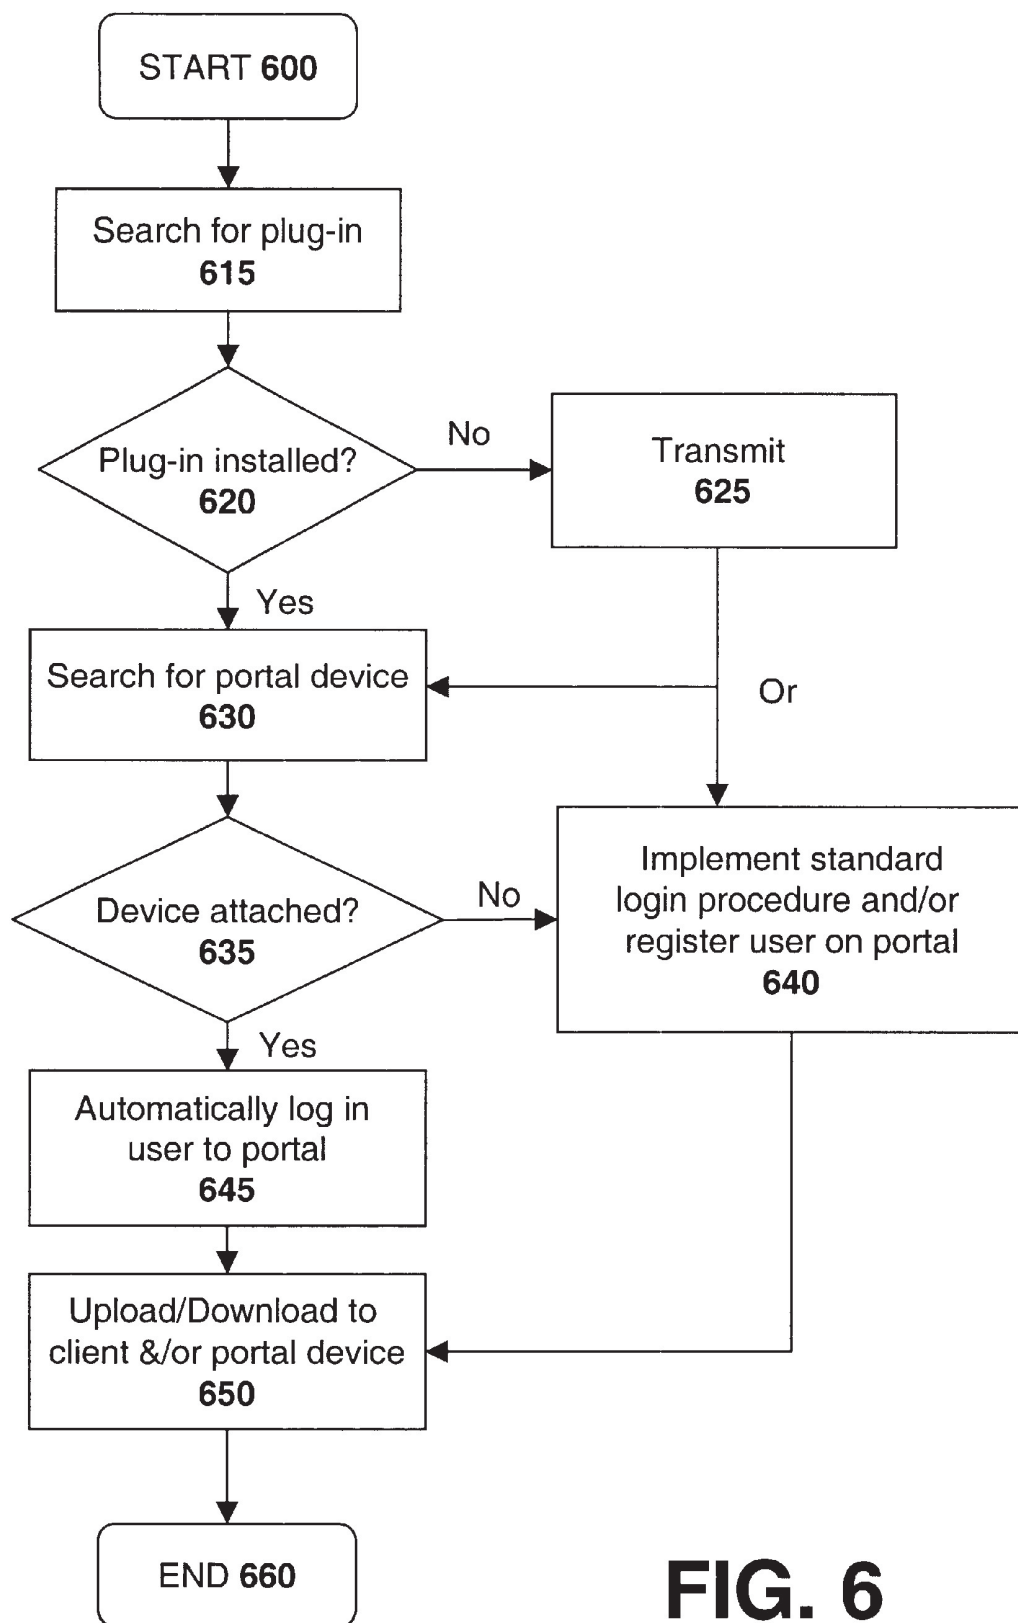 START 600
Search for plug-in
615
Plug-in installed?
620
No
Transmit
625
Yes
Search for portal device
630
Or
Device attached?
635
No
Implement standard
login procedure and/or
register user on portal
640
Yes
Automatically log in
user to portal
645
Upload/Download to
client &/or portal device
650
END 660
FIG. 6